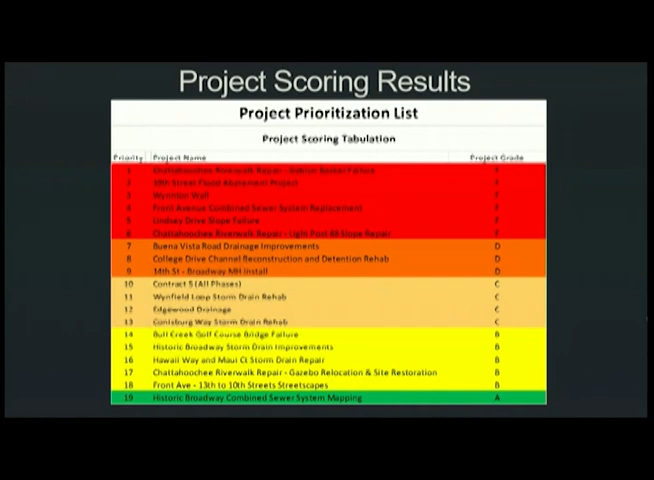 Project Scoring Results
Project Prioritization List
Project Scoring Tabulation
Priority Project Name Project Grade
1 Chattahoochee Riverwalk Repair - Gabion Basket Failure F
2 10th Street Flood Abatement Project F
3 Wynnton Wall F
4 Front Avenue Combined Sewer System Replacement F
5 Lindsey Drive Slope Failure F
6 Chattahoochee Riverwalk Repair - Light Post 88 Slope Repair F
7 Buena Vista Road Drainage Improvements D
8 College Drive Channel Reconstruction and Detention Rehab D
9 14th St - Broadway MH Install D
10 Contract 5 (All Phases) C
11 Wynfield Loop Storm Drain Rehab C
12 Edgewood Drainage C
13 Way Storm Drain Rehab C
14 Bull Creek Golf Course Bridge Failure B
15 Historic Broadway Storm Drain Improvements B
16 Hawaii Way and Maui Ct Storm Drain Repair B
17 Chattahoochee Riverwalk Repair - Gazebo Relocation & Site Restoration B
18 Front Ave - 13th to 10th Streets Streetscapes B
19 Historic Broadway Combined Sewer System Mapping A